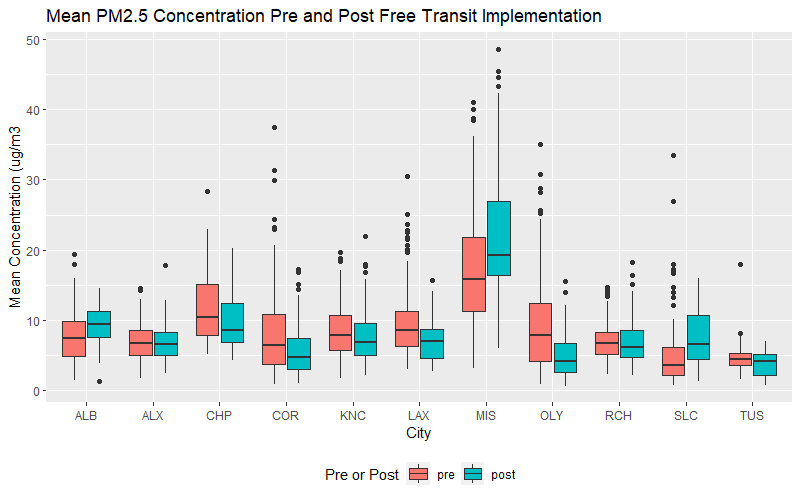 Mean PM2.5 Concentration Pre and Post Free Transit Implementation
Mean Concentration (ug/m3
50
40
30
20
10
0
ALB ALX CHP COR KNC LAX MIS OLY RCH SLC TUS
City
Pre or Post pre post